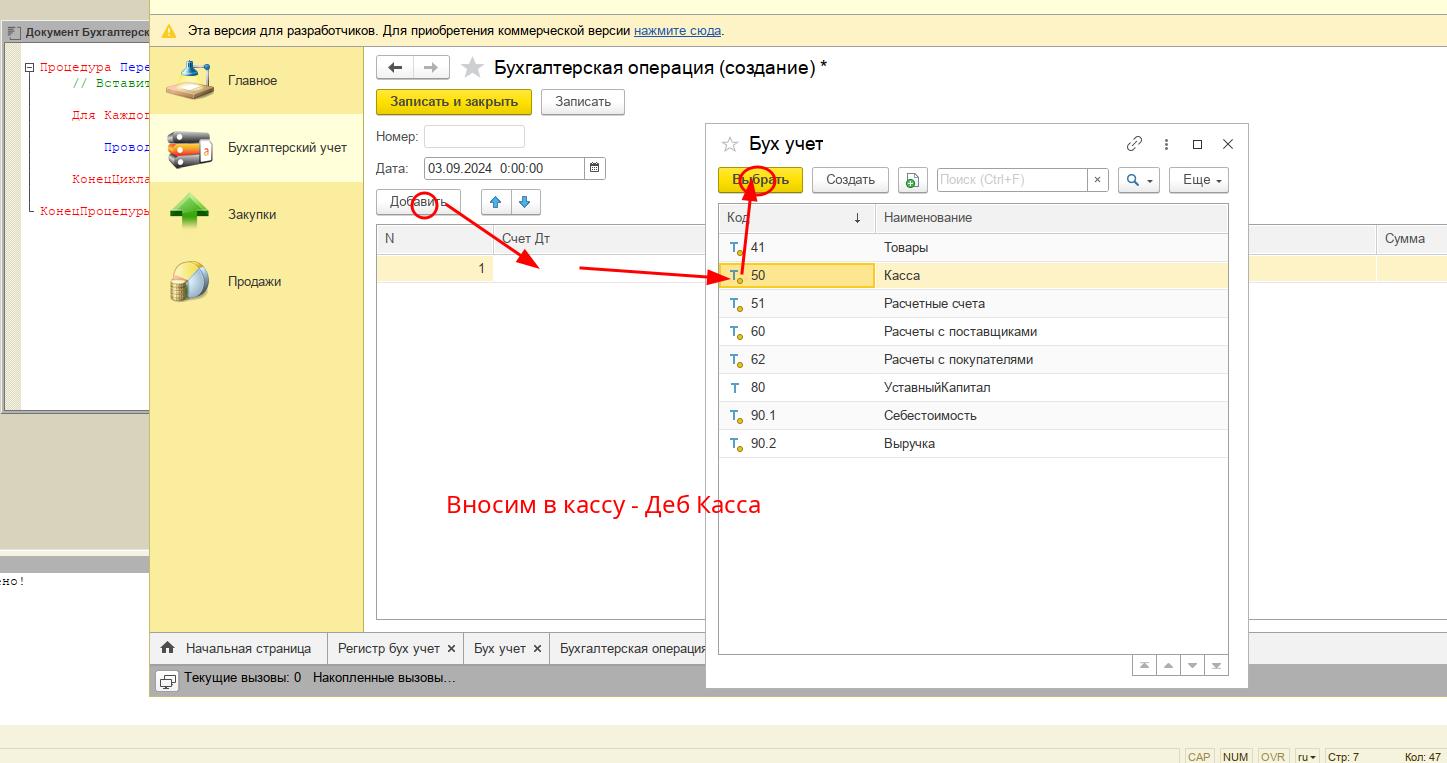 Эта версия для разработчиков. Для приобретения коммерческой версии нажмите сюда.
Документ Бухгалтерск
Процедура Пере
// Вставит
Для Каждог
Провод
КонецЦикла
КонецПроцедуры
ено!
Главное
Бухгалтерский учет
Закупки
Продажи
Бухгалтерская операция (создание) *
Записать и закрыть Записать
Номер:
Дата: 03.09.2024 0:00:00
Добавить
N Счет Дт Сумма
1
Бух учет
Выбрать Создать Поиск (Ctrl+F) × Еще
Код ↓ Наименование
41 Товары
50 Касса
51 Расчетные счета
60 Расчеты с поставщиками
62 Расчеты с покупателями
80 УставныйКапитал
90.1 Себестоимость
90.2 Выручка
Вносим в кассу - Деб Касса
Начальная страница Регистр бух учет × Бух учет × Бухгалтерская операция
Текущие вызовы: 0 Накопленные вызовы...
CAP NUM OVR ru Стр: 7 Кол: 47